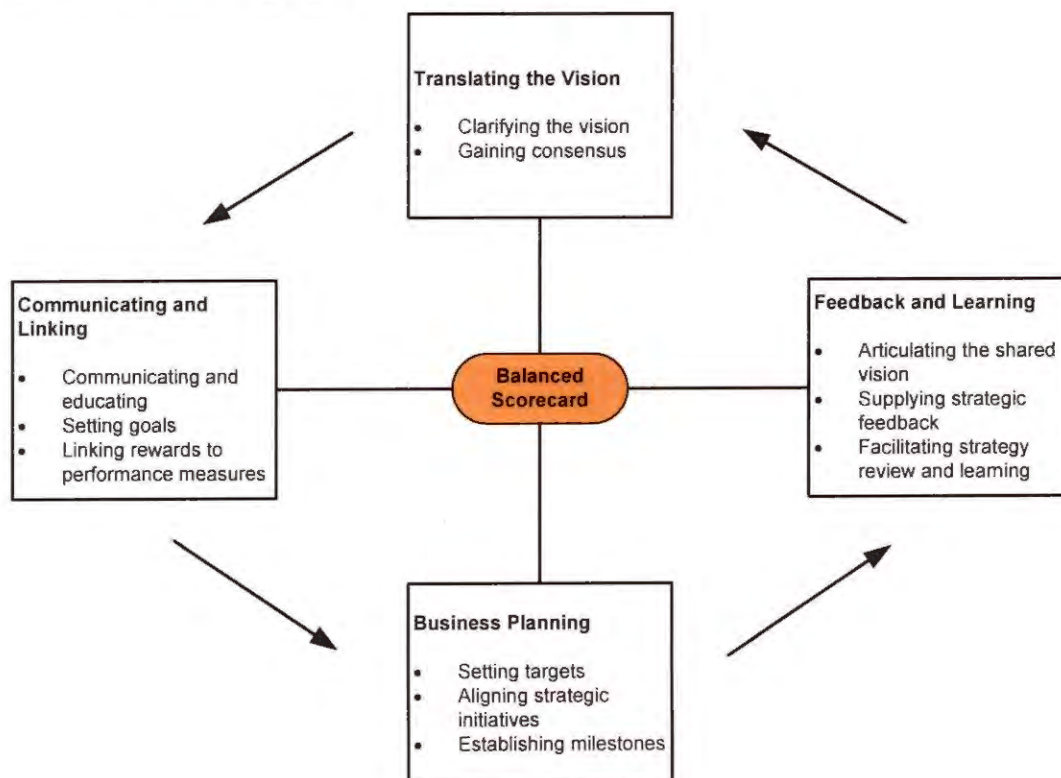 Translating the Vision
• Clarifying the vision
• Gaining consensus
Communicating and
Linking
• Communicating and
educating
• Setting goals
• Linking rewards to
performance measures
Balanced
Scorecard
Feedback and Learning
• Articulating the shared
vision
• Supplying strategic
feedback
• Facilitating strategy
review and learning
Business Planning
• Setting targets
• Aligning strategic
initiatives
• Establishing milestones